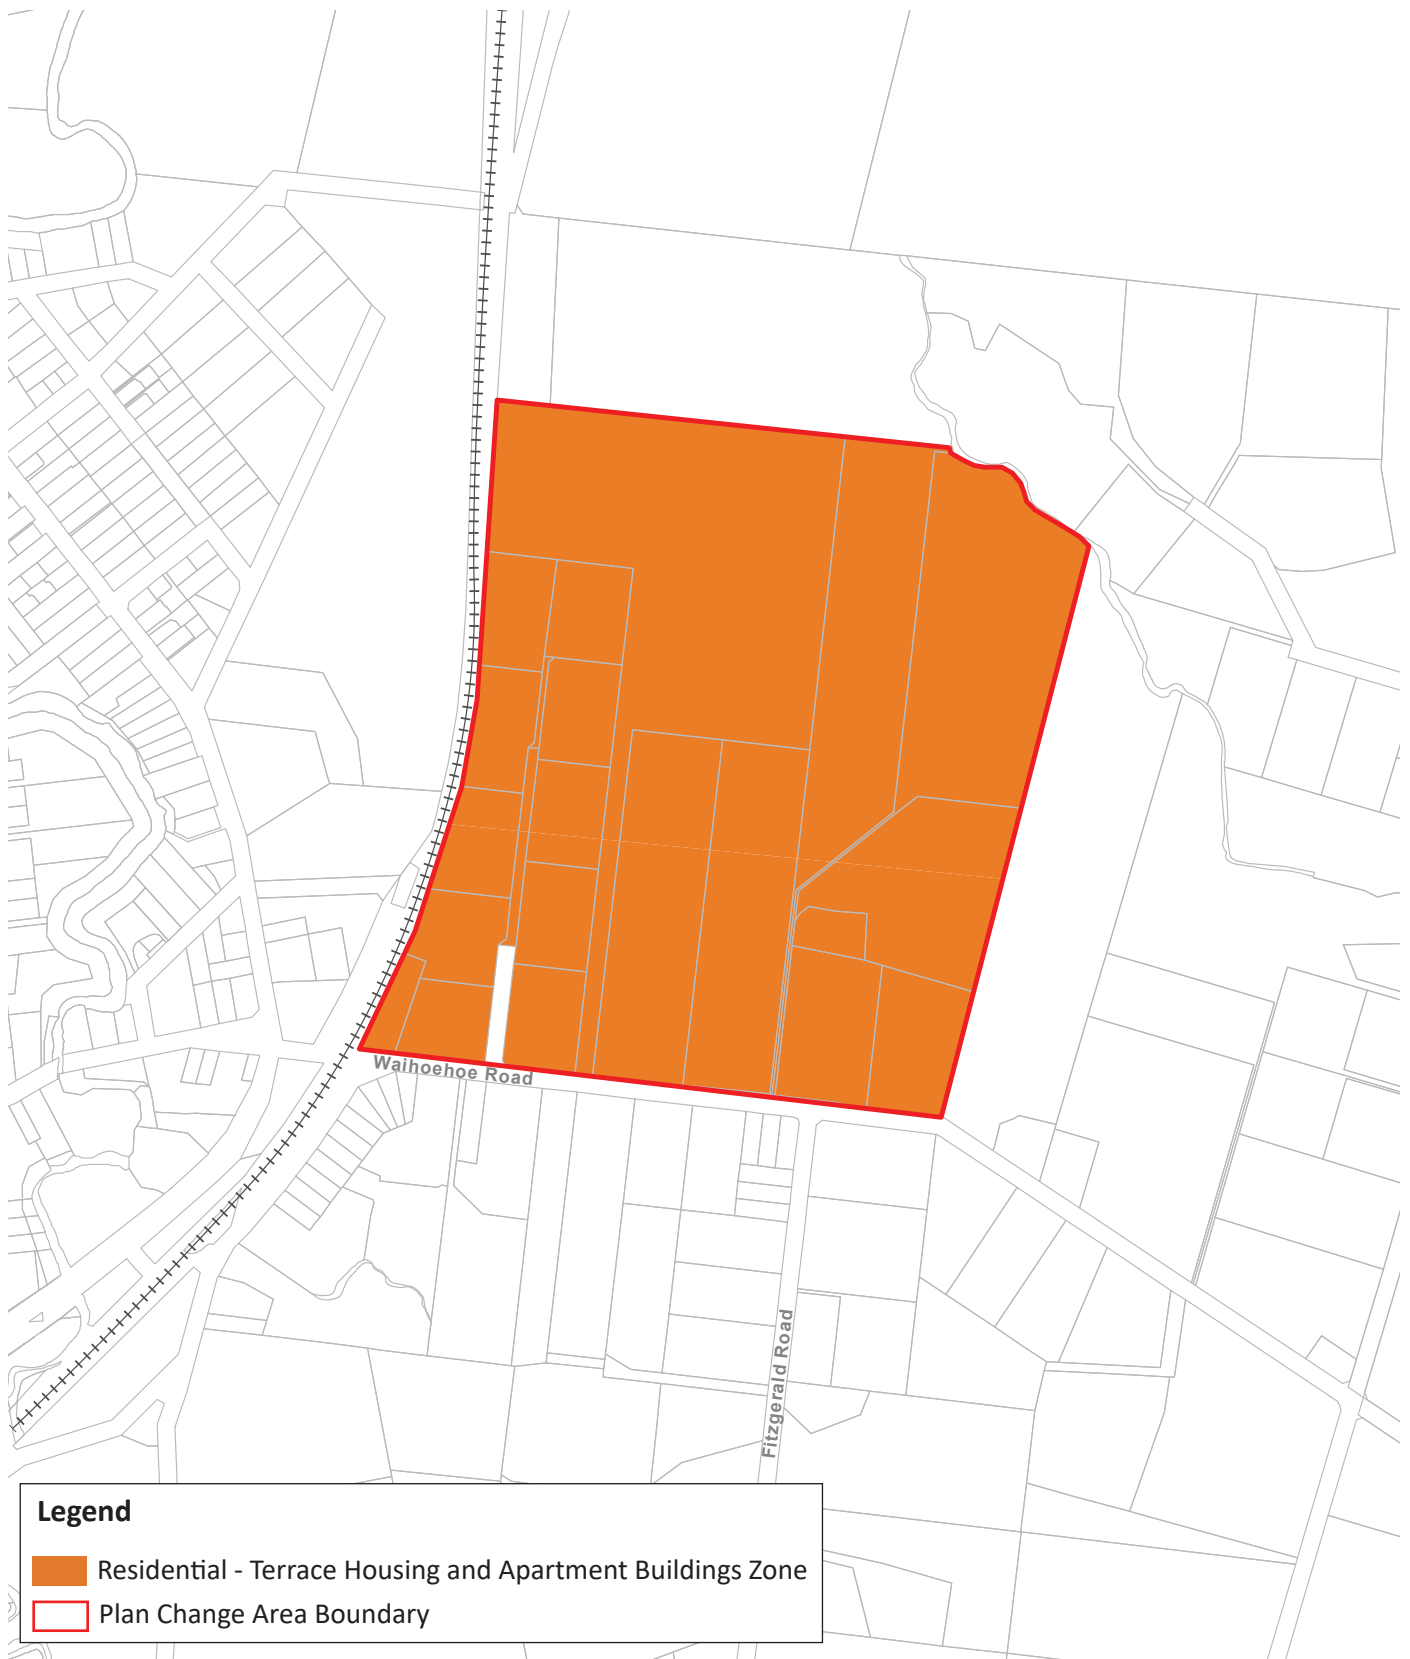 Waihoehoe Road
Fitzgerald Road
Legend
Residential - Terrace Housing and Apartment Buildings Zone
Plan Change Area Boundary